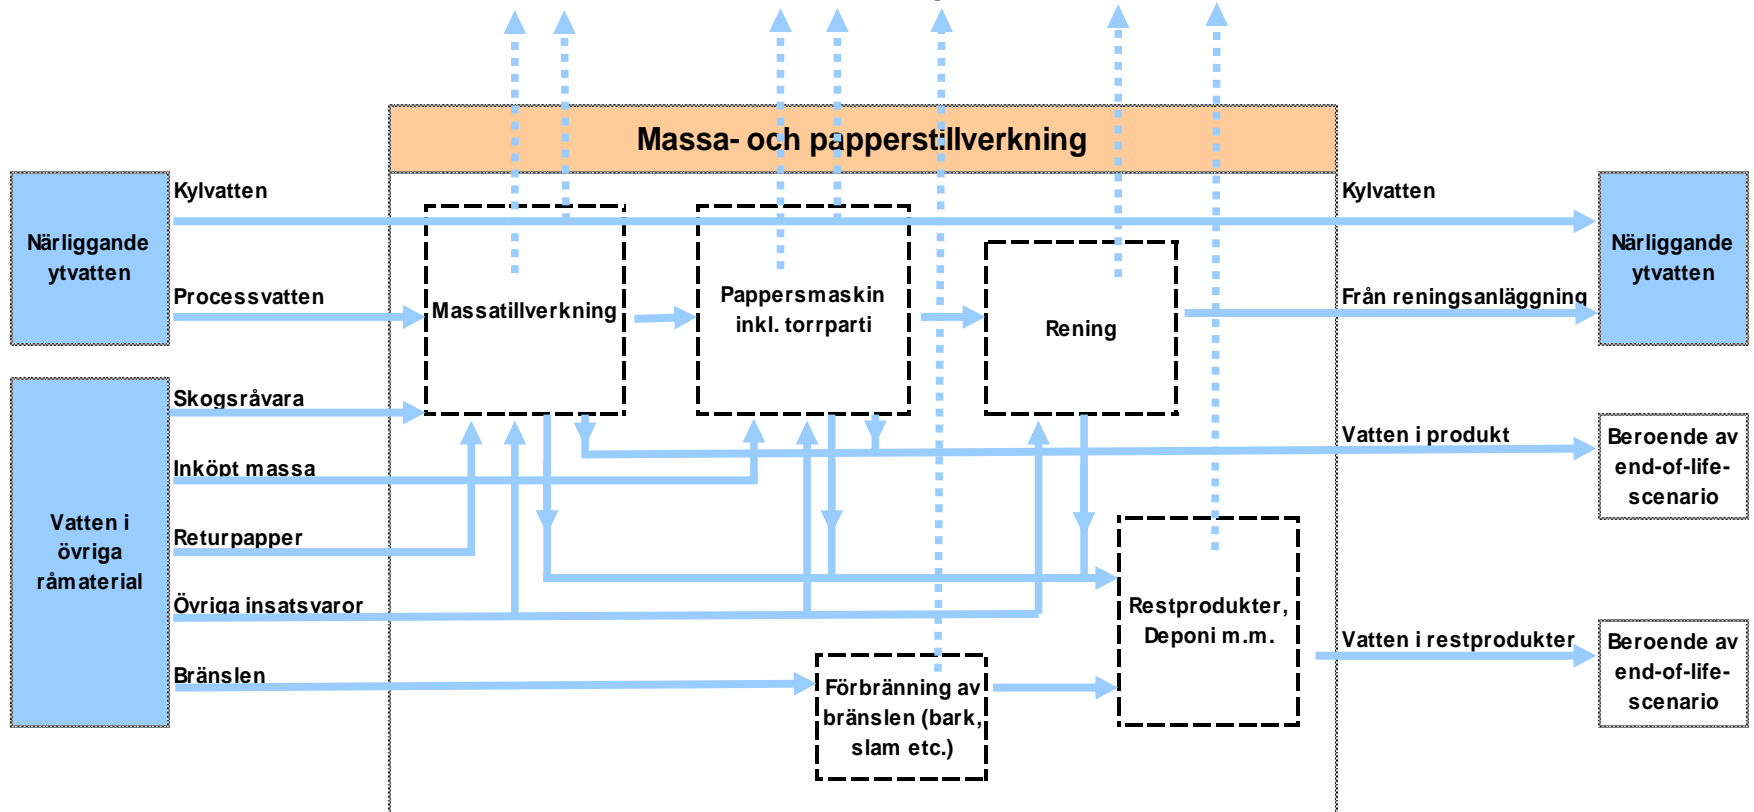 Massa- och papperstillverkning
Kylvatten
Kylvatten
Närliggande
ytvatten
Närliggande
ytvatten
Processvatten
Massatillverkning
Pappersmaskin
inkl. torrparti
Rening
Från reningsanläggning
Skogsråvara
Vatten i produkt
Beroende av
end-of-life-
scenario
Inköpt massa
Vatten i
övriga
råmaterial
Returpapper
Övriga insatsvaror
Restprodukter,
Deponi m.m.
Vatten i restprodukter
Beroende av
end-of-life-
scenario
Bränslen
Förbränning av
bränslen (bark,
slam etc.)